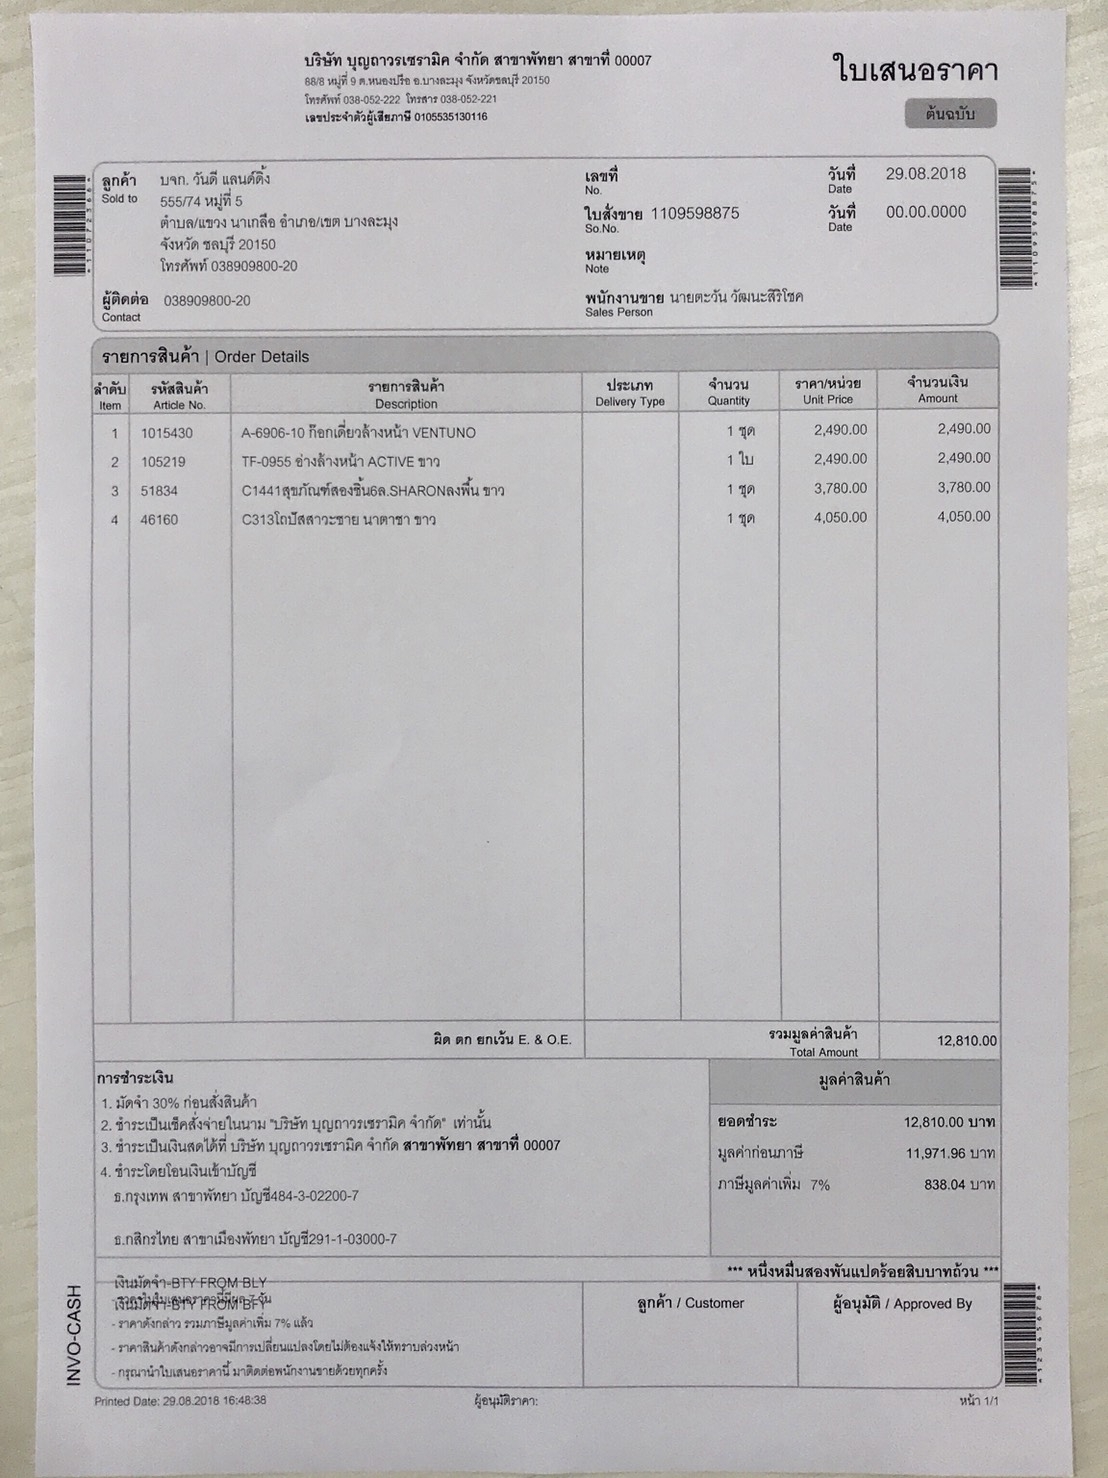 บริษัท บุญถาวรเซรามิค จำกัด สาขาพัทยา สาขาที่ 00007
88/8 หมู่ที่ 9 ต.หนองปรือ อ.บางละมุง จังหวัดชลบุรี 20150
โทรศัพท์ 038-052-222 โทรสาร 038-052-221
เลขประจำตัวผู้เสียภาษี 0105535130116
ใบเสนอราคา
ต้นฉบับ
ลูกค้า บจก. วันดี แลนด์ดิ้ง
Sold to
555/74 หมู่ที่ 5
ตำบล/แขวง นาเกลือ อำเภอ/เขต บางละมุง
จังหวัด ชลบุรี 20150
โทรศัพท์ 038909800-20
ผู้ติดต่อ 038909800-20
Contact
เลขที่
No.
วันที่ 29.08.2018
Date
ใบสั่งขาย 1109598875
So.No.
วันที่ 00.00.0000
Date
หมายเหตุ
Note
พนักงานขาย นายตะวัน วัฒนะสิริโชค
Sales Person
รายการสินค้า | Order Details
ลำดับ รหัสสินค้า รายการสินค้า ประเภท จำนวน ราคา/หน่วย จำนวนเงิน
Item Article No. Description Delivery Type Quantity Unit Price Amount
1 1015430 A-6906-10 ก๊อกเดี่ยวล้างหน้า VENTUNO 1 ชุด 2,490.00 2,490.00
2 105219 TF-0955 อ่างล้างหน้า ACTIVE ขาว 1 ใบ 2,490.00 2,490.00
3 51834 C1441สุขภัณฑ์สองชิ้น6ล.SHARONลงพื้น ขาว 1 ชุด 3,780.00 3,780.00
4 46160 C313โถปัสสาวะชาย นาตาชา ขาว 1 ชุด 4,050.00 4,050.00
ผิด ตก ยกเว้น E. & O.E. รวมมูลค่าสินค้า 12,810.00
Total Amount
การชำระเงิน
1. มัดจำ 30% ก่อนสั่งสินค้า
2. ชำระเป็นเช็คสั่งจ่ายในนาม "บริษัท บุญถาวรเซรามิค จำกัด" เท่านั้น
3. ชำระเป็นเงินสดได้ที่ บริษัท บุญถาวรเซรามิค จำกัด สาขาพัทยา สาขาที่ 00007
4. ชำระโดยโอนเงินเข้าบัญชี
ธ.กรุงเทพ สาขาพัทยา บัญชี484-3-02200-7
ธ.กสิกรไทย สาขาเมืองพัทยา บัญชี291-1-03000-7
มูลค่าสินค้า
ยอดชำระ 12,810.00 บาท
มูลค่าก่อนภาษี 11,971.96 บาท
ภาษีมูลค่าเพิ่ม 7% 838.04 บาท
*** หนึ่งหมื่นสองพันแปดร้อยสิบบาทถ้วน ***
เงินมัดจำ-BTY FROM BLY
เงินมัดจำ-BTY FROM BFY
- ราคาดังกล่าว รวมภาษีมูลค่าเพิ่ม 7% แล้ว
- ราคาสินค้าดังกล่าวอาจมีการเปลี่ยนแปลงโดยไม่ต้องแจ้งให้ทราบล่วงหน้า
- กรุณานำใบเสนอราคานี้ มาติดต่อพนักงานขายด้วยทุกครั้ง
ลูกค้า / Customer
ผู้อนุมัติ / Approved By
INVO-CASH
Printed Date: 29.08.2018 16:48:38 ผู้อนุมัติราคา: หน้า 1/1